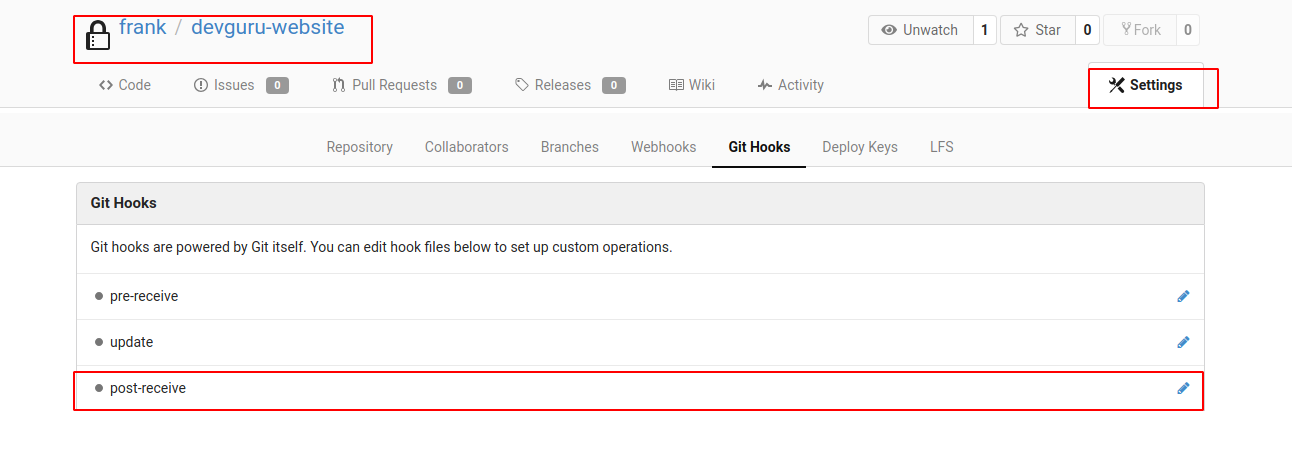 frank / devguru-website
Unwatch 1 Star 0 Fork 0
Code Issues 0 Pull Requests 0 Releases 0 Wiki Activity Settings
Repository Collaborators Branches Webhooks Git Hooks Deploy Keys LFS
Git Hooks
Git hooks are powered by Git itself. You can edit hook files below to set up custom operations.
pre-receive
update
post-receive